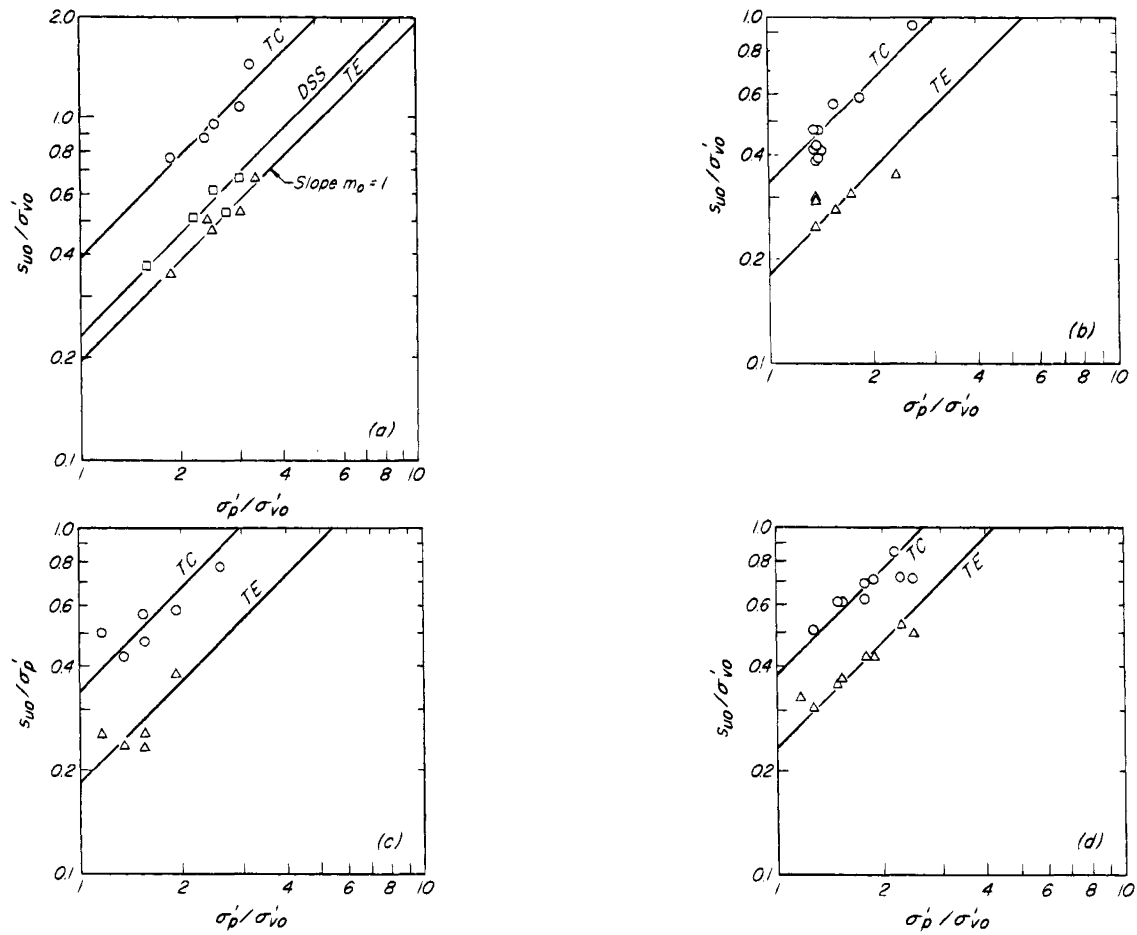 2.0
1.0
0.8
0.6
0.4
0.2
0.1
s_uo/σ'_vo
TC
DSS
TE
Slope m_o = 1
(a)
1 2 4 6 8 10
σ'_p/σ'_vo
1.0
0.8
0.6
0.4
0.2
0.1
s_uo/σ'_vo
TC
TE
(b)
1 2 4 6 8 10
σ'_p/σ'_vo
1.0
0.8
0.6
0.4
0.2
0.1
s_uo/σ'_p
TC
TE
(c)
1 2 4 6 8 10
σ'_p/σ'_vo
1.0
0.8
0.6
0.4
0.2
0.1
s_uo/σ'_vo
TC
TE
(d)
1 2 4 6 8 10
σ'_p/σ'_vo